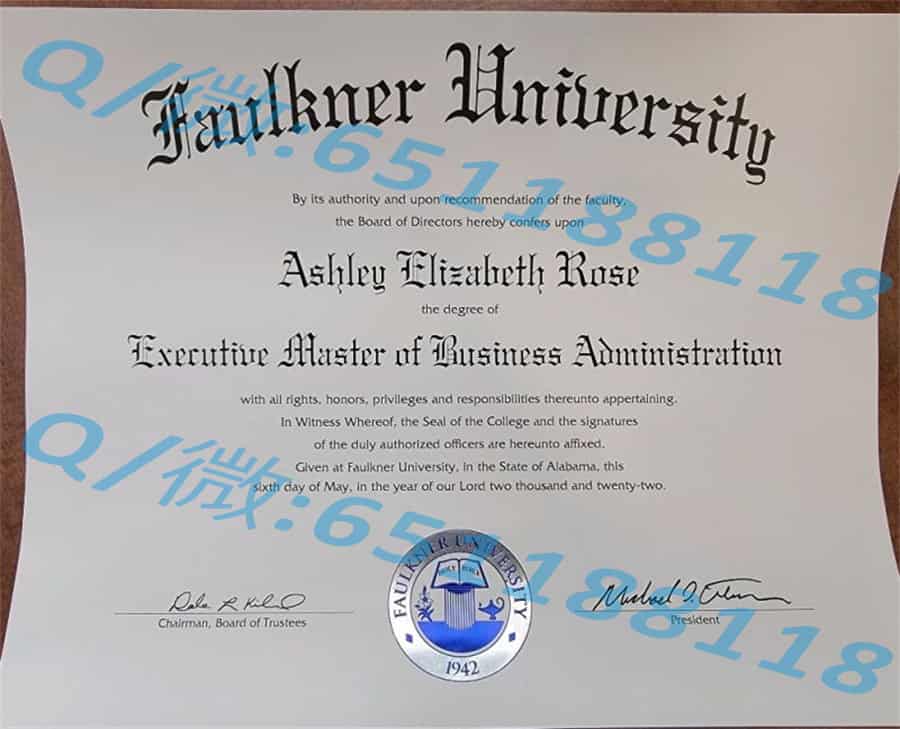 Faulkner University
By its authority and upon recommendation of the faculty,
the Board of Directors hereby confers upon
Ashley Elizabeth Rose
the degree of
Executive Master of Business Administration
with all rights, honors, privileges and responsibilities thereunto appertaining.
In Witness Whereof, the Seal of the College and the signatures
of the duly authorized officers are hereunto affixed.
Given at Faulkner University, in the State of Alabama, this
sixth day of May, in the year of our Lord two thousand and twenty-two.
Chairman, Board of Trustees
President
FAULKNER UNIVERSITY
HOLY BIBLE
1942
Q/微:651188118
Q/微:651188118